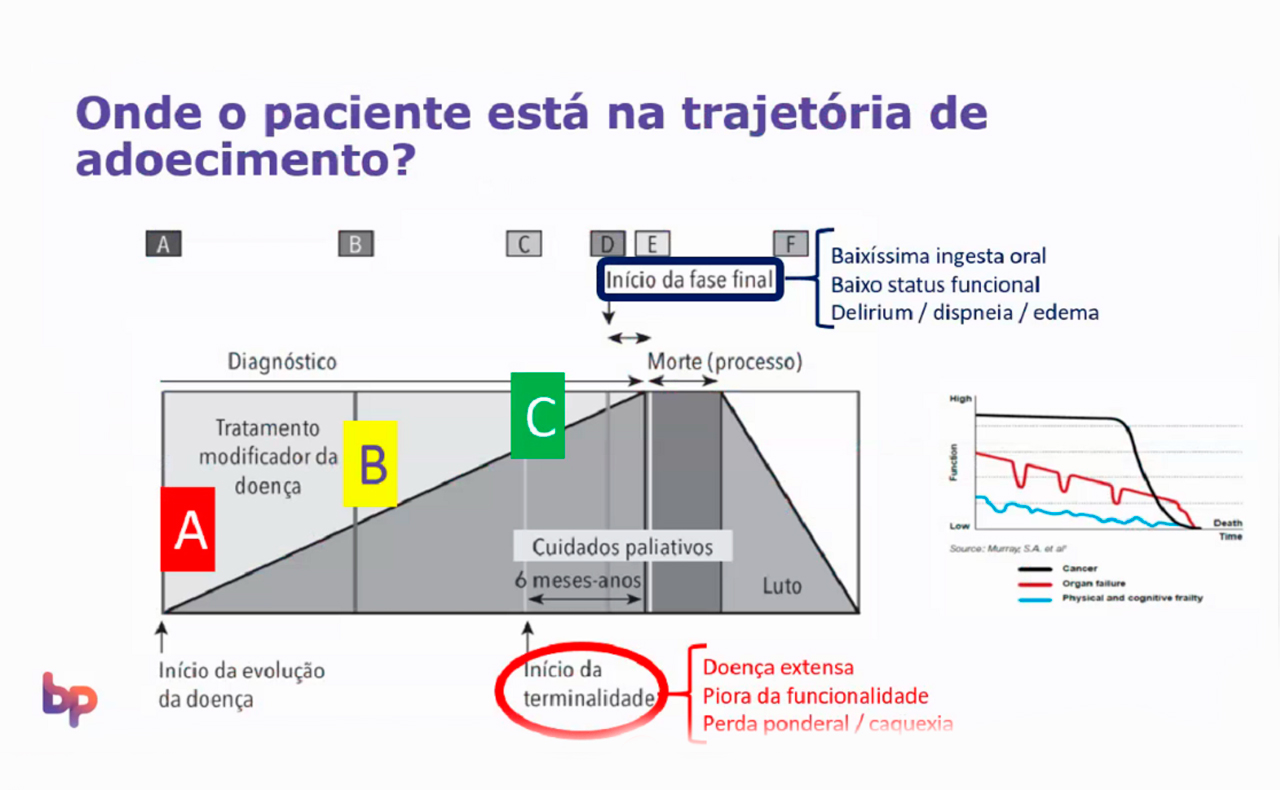 Onde o paciente está na trajetória de
adoecimento?
A
B
C
D
E
F
Início da fase final
Baixíssima ingesta oral
Baixo status funcional
Delirium / dispneia / edema
Diagnóstico
Morte (processo)
Tratamento
modificador da
doença
A
B
C
Cuidados paliativos
6 meses-anos
Luto
High
Function
Low
Death
Time
Source: Murray, S.A. et al
Cancer
Organ failure
Physical and cognitive frailty
Início da evolução
da doença
Início da
terminalidade
Doença extensa
Piora da funcionalidade
Perda ponderal / caquexia
bp